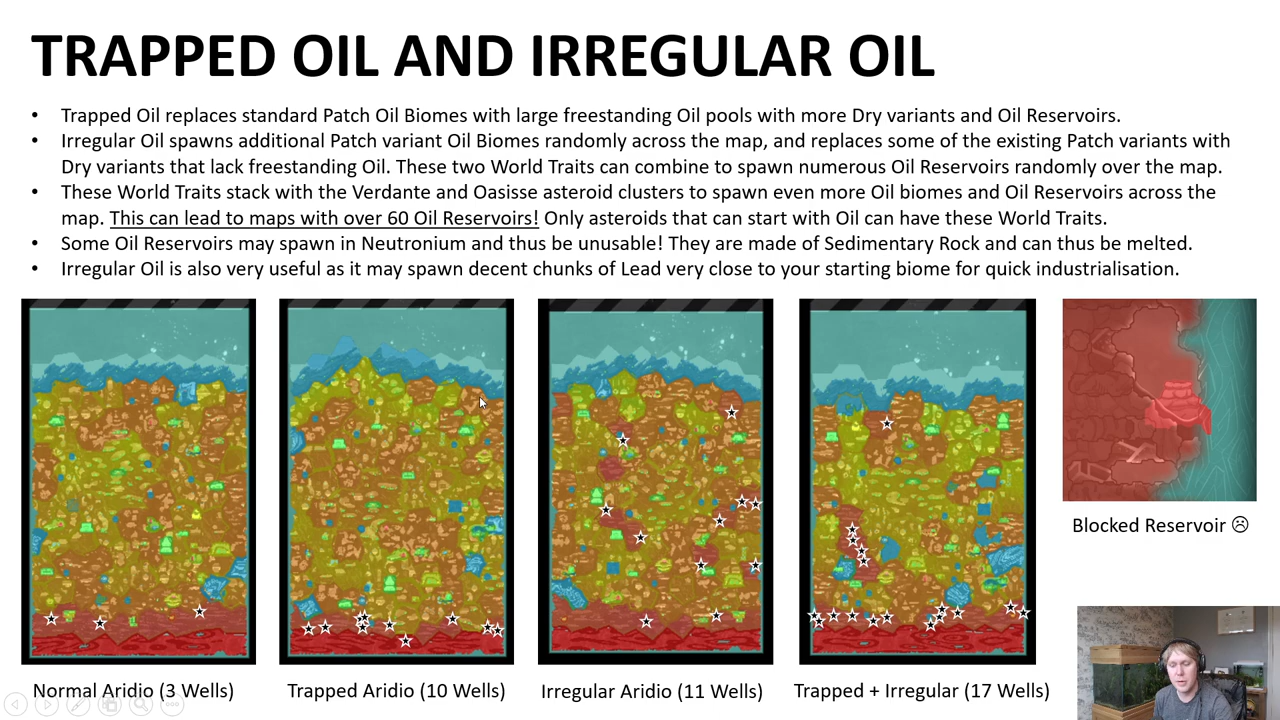 TRAPPED OIL AND IRREGULAR OIL
• Trapped Oil replaces standard Patch Oil Biomes with large freestanding Oil pools with more Dry variants and Oil Reservoirs.
• Irregular Oil spawns additional Patch variant Oil Biomes randomly across the map, and replaces some of the existing Patch variants with
Dry variants that lack freestanding Oil. These two World Traits can combine to spawn numerous Oil Reservoirs randomly over the map.
• These World Traits stack with the Verdante and Oasisse asteroid clusters to spawn even more Oil biomes and Oil Reservoirs across the
map. This can lead to maps with over 60 Oil Reservoirs! Only asteroids that can start with Oil can have these World Traits.
• Some Oil Reservoirs may spawn in Neutronium and thus be unusable! They are made of Sedimentary Rock and can thus be melted.
• Irregular Oil is also very useful as it may spawn decent chunks of Lead very close to your starting biome for quick industrialisation.
Blocked Reservoir ☹
Normal Aridio (3 Wells)
Trapped Aridio (10 Wells)
Irregular Aridio (11 Wells)
Trapped + Irregular (17 Wells)